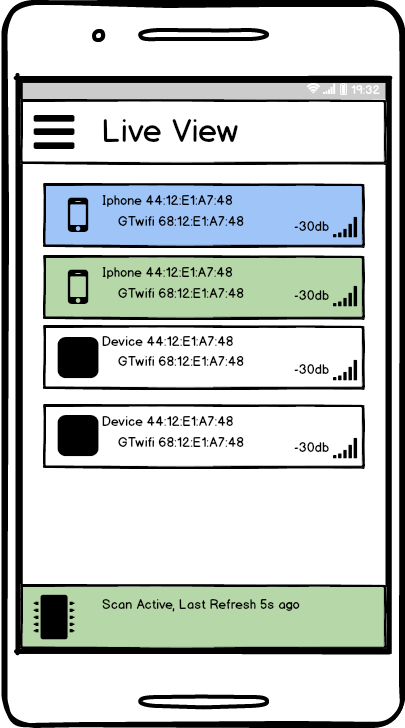 19:32
Live View
Iphone 44:12:E1:A7:48
GTwifi 68:12:E1:A7:48
-30db
Iphone 44:12:E1:A7:48
GTwifi 68:12:E1:A7:48
-30db
Device 44:12:E1:A7:48
GTwifi 68:12:E1:A7:48
-30db
Device 44:12:E1:A7:48
GTwifi 68:12:E1:A7:48
-30db
Scan Active, Last Refresh 5s ago